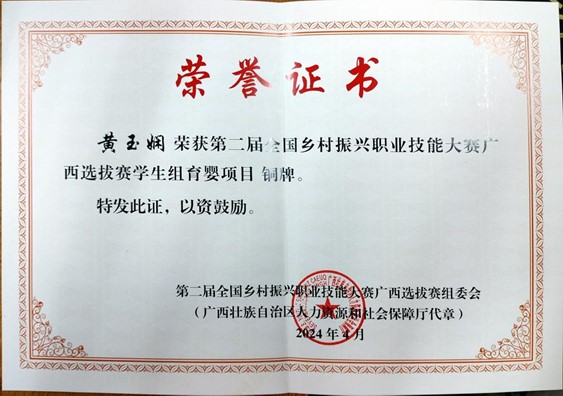 荣誉证书
黄玉娴 荣获第二届全国乡村振兴职业技能大赛广
西选拔赛学生组育婴项目 铜牌。
特发此证，以资鼓励。
第二届全国乡村振兴职业技能大赛广西选拔赛组委会
（广西壮族自治区人力资源和社会保障厅代章）
2024 年 4 月